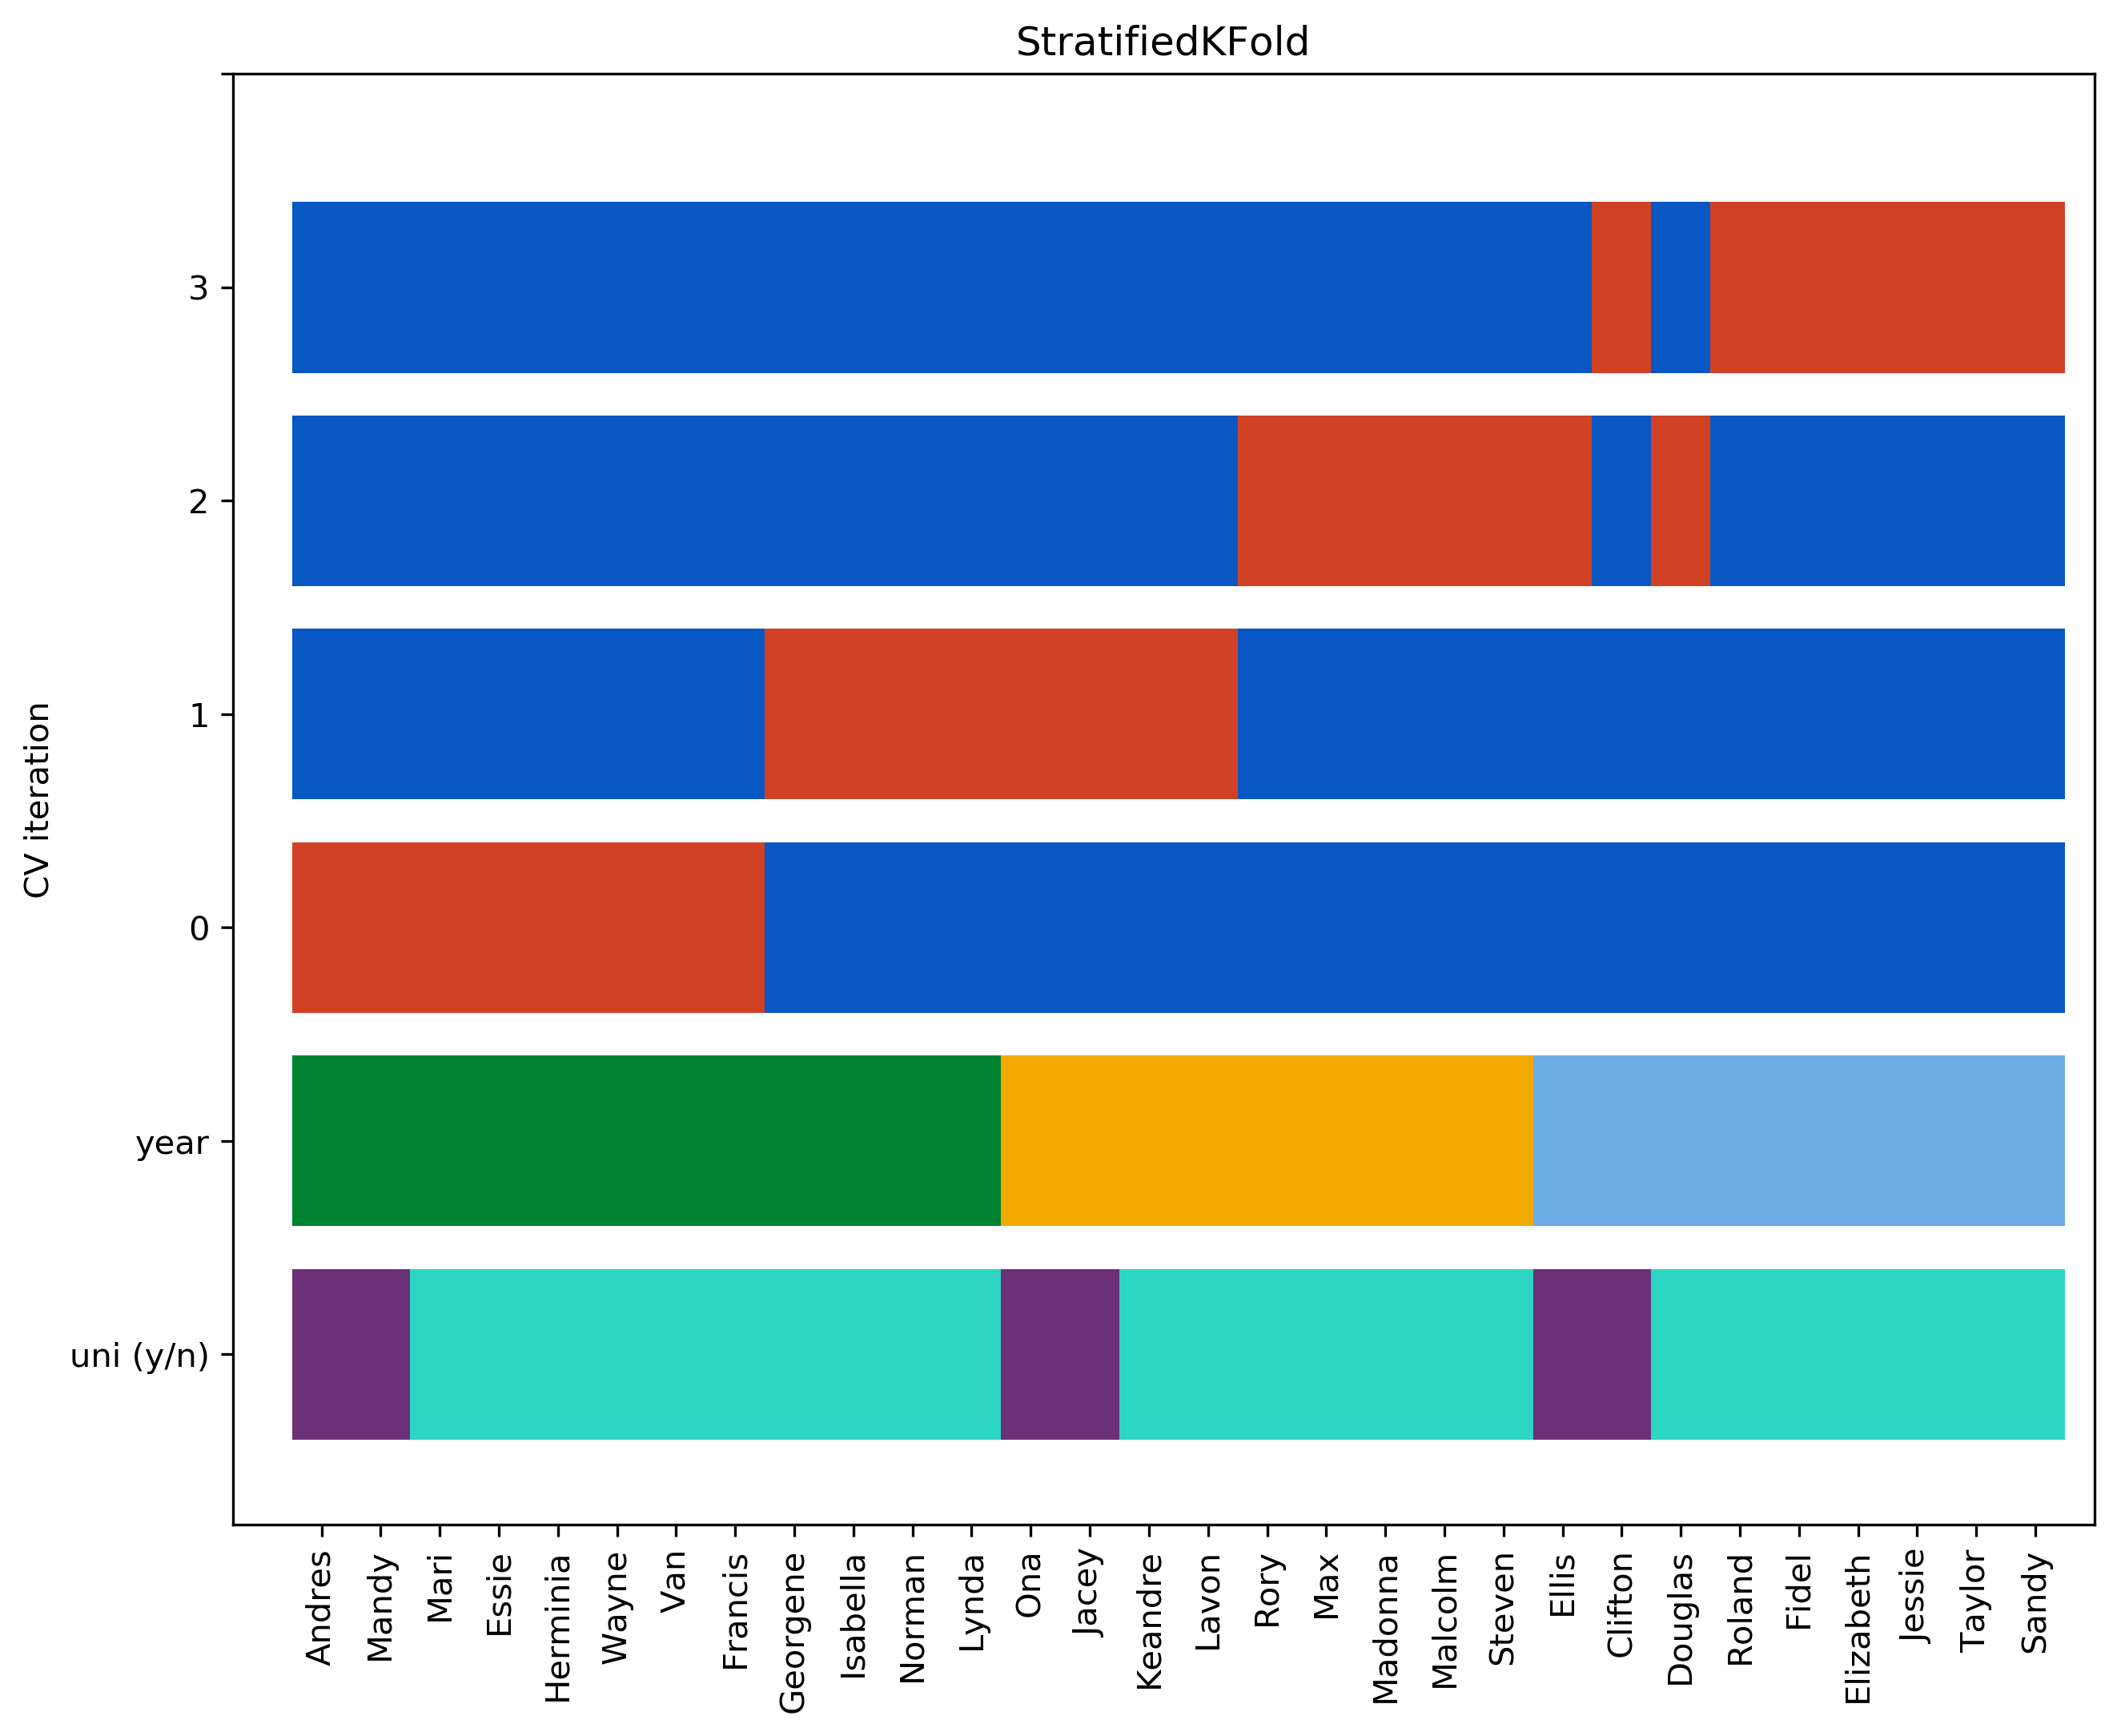 StratifiedKFold
3
2
1
0
year
uni (y/n)
CV iteration
Andres
Mandy
Mari
Essie
Herminia
Wayne
Van
Francis
Georgene
Isabella
Norman
Lynda
Ona
Jacey
Keandre
Lavon
Rory
Max
Madonna
Malcolm
Steven
Ellis
Clifton
Douglas
Roland
Fidel
Elizabeth
Jessie
Taylor
Sandy